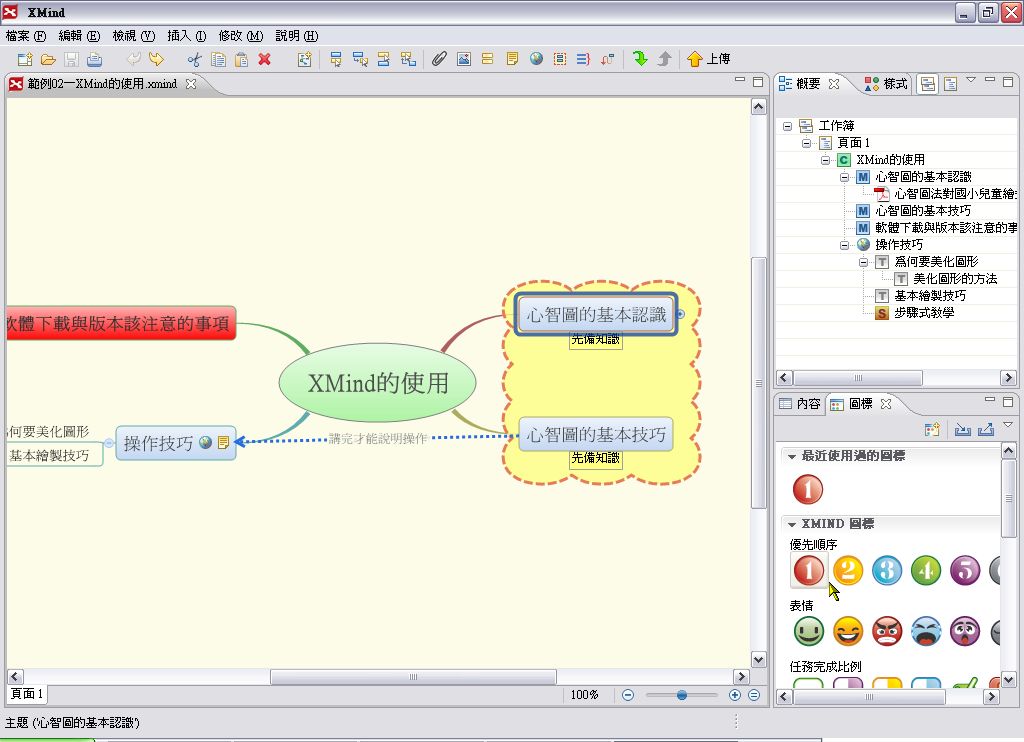 XMind
檔案 (F) 編輯 (E) 檢視 (V) 插入 (I) 修改 (M) 說明 (H)
上傳
範例02—XMind的使用.xmind
軟體下載與版本該注意的事項
XMind的使用
心智圖的基本認識
先備知識
為何要美化圖形
基本繪製技巧
操作技巧
講完才能說明操作
心智圖的基本技巧
先備知識
頁面 1
100%
主題 ('心智圖的基本認識')
概要 樣式
工作簿
頁面 1
C XMind的使用
M 心智圖的基本認識
心智圖法對國小兒童繪
M 心智圖的基本技巧
M 軟體下載與版本該注意的事
操作技巧
T 爲何要美化圖形
T 美化圖形的方法
T 基本繪製技巧
S 步驟式教學
內容 圖標
最近使用過的圖標
1
XMIND 圖標
優先順序
1 2 3 4 5
表情
任務完成比例